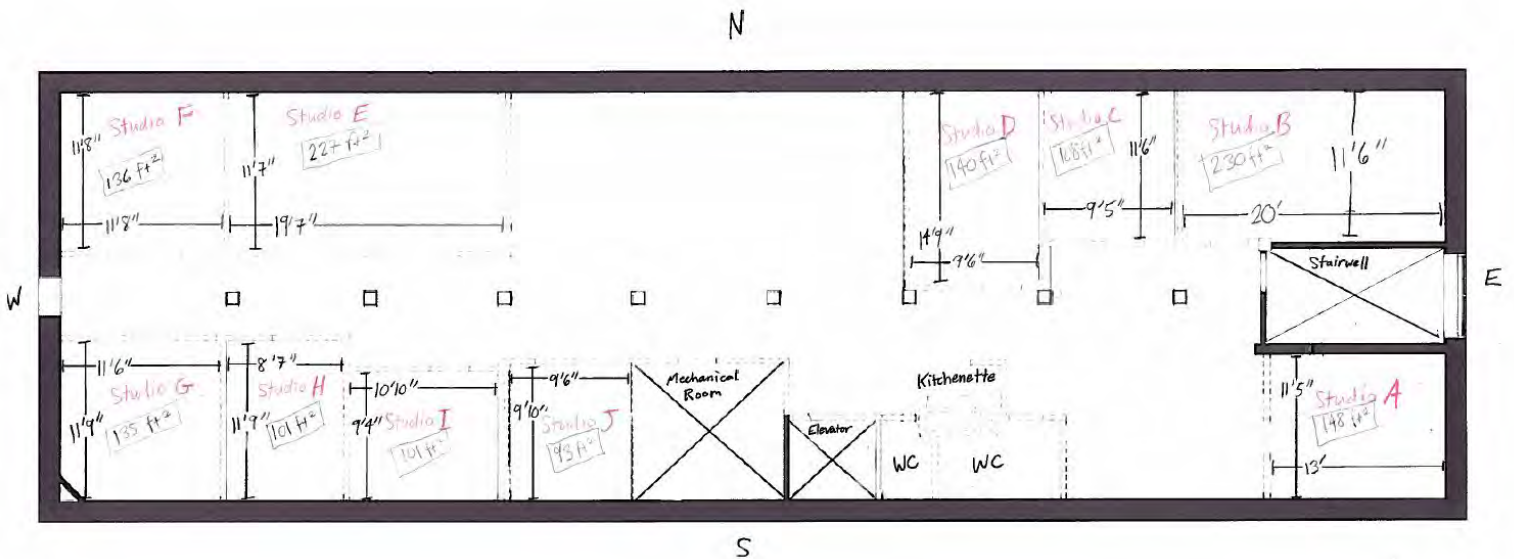 N
Studio F
136 ft²
11'8"
11'8"
Studio E
227 ft²
11'7"
19'7"
Studio D
140 ft²
14'9"
9'6"
Studio C
11'6"
9'5"
Studio B
230 ft²
11'6"
20'
W
Stairwell
E
11'6"
Studio G
135 ft²
11'9"
8'7"
Studio H
101 ft²
11'9"
10'10"
Studio I
101 ft²
9'4"
9'6"
Studio J
93 ft²
9'10"
Mechanical
Room
Elevator
Kitchenette
WC
WC
11'5"
Studio A
148 ft²
13'
S